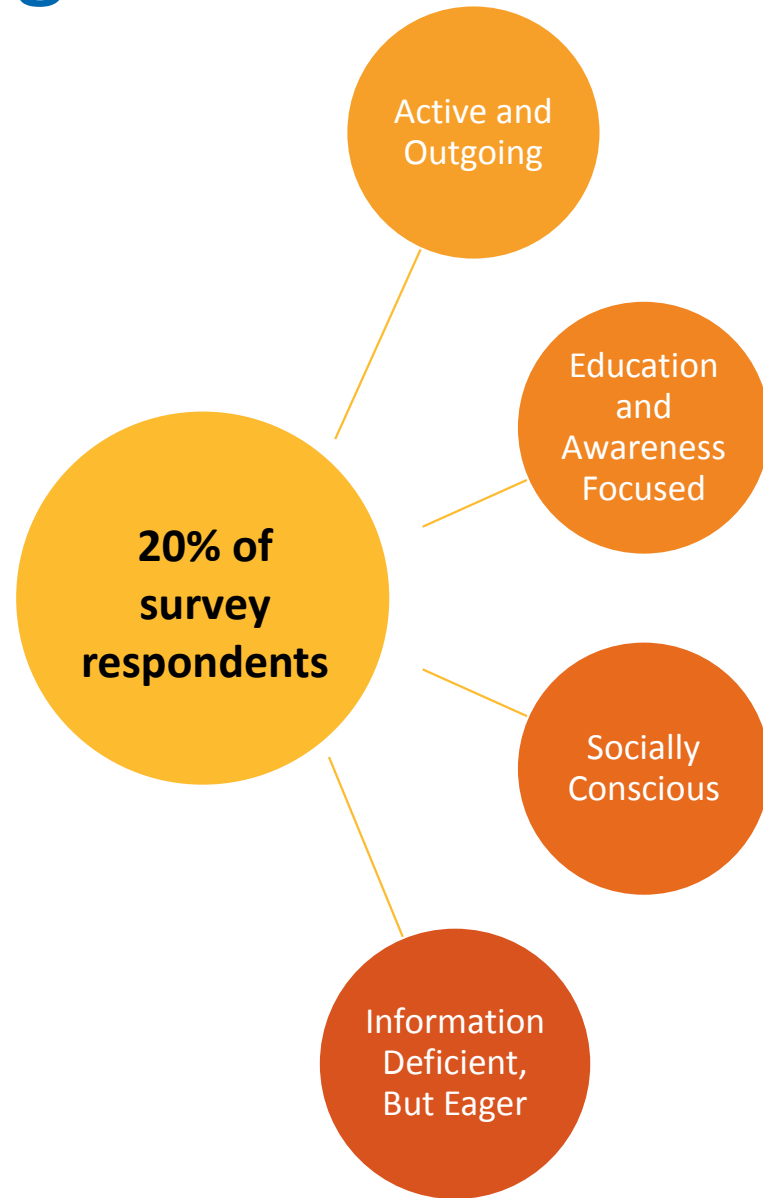 Active and
Outgoing
Education
and
Awareness
Focused
20% of
survey
respondents
Socially
Conscious
Information
Deficient,
But Eager